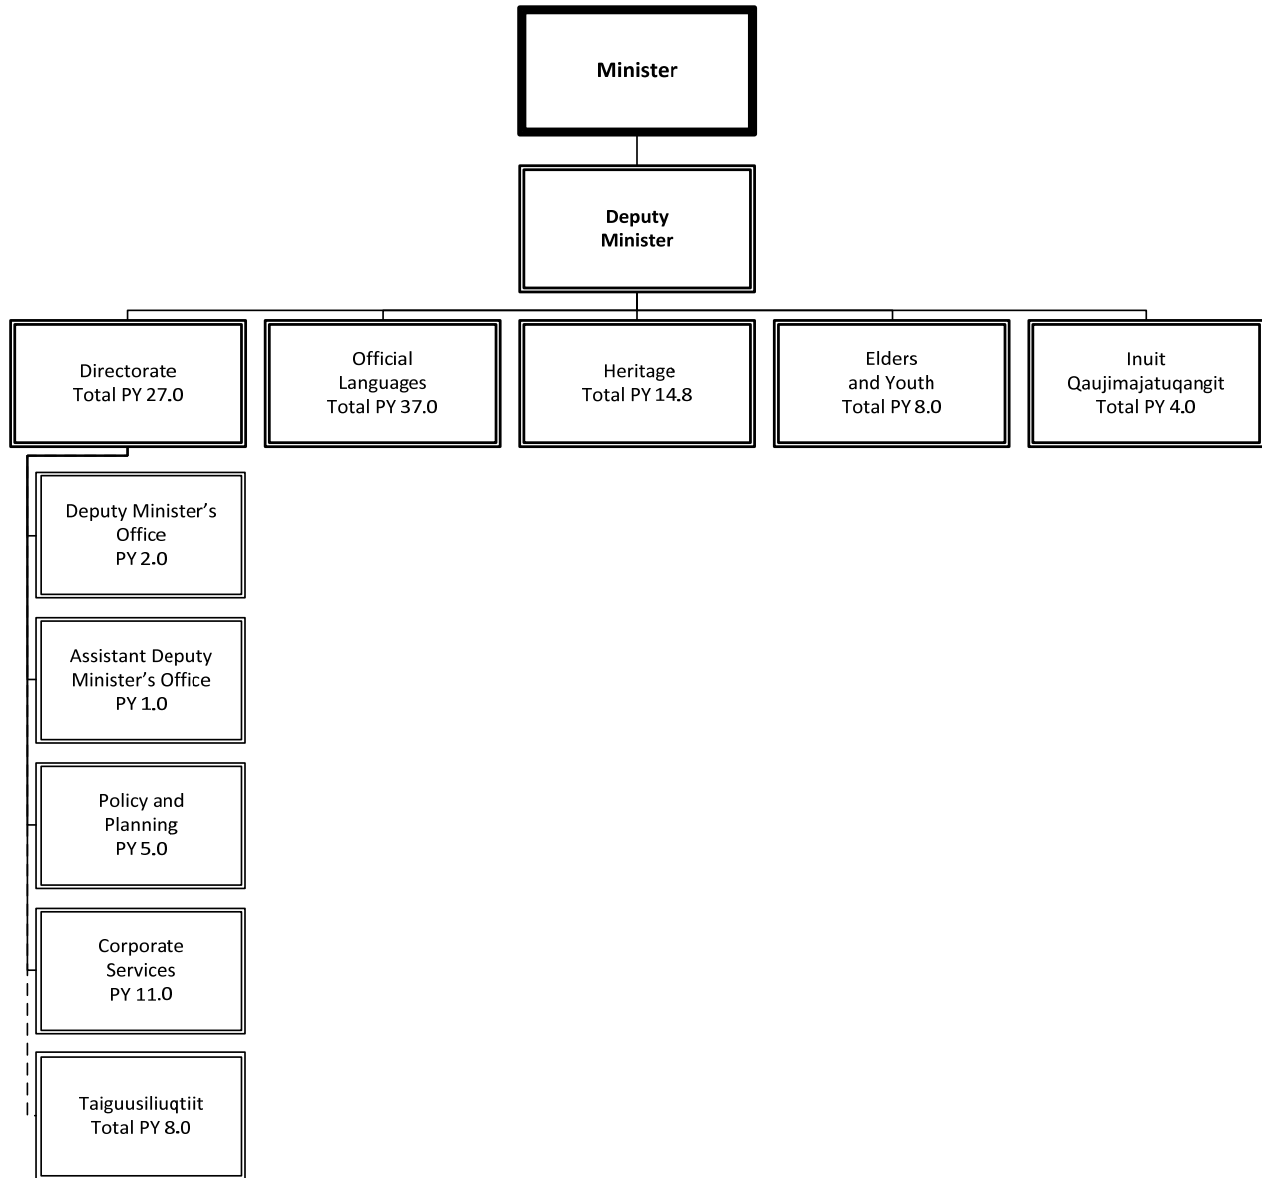 Minister
Deputy
Minister
Directorate
Total PY 27.0
Official
Languages
Total PY 37.0
Heritage
Total PY 14.8
Elders
and Youth
Total PY 8.0
Inuit
Qaujimajatuqangit
Total PY 4.0
Deputy Minister’s
Office
PY 2.0
Assistant Deputy
Minister’s Office
PY 1.0
Policy and
Planning
PY 5.0
Corporate
Services
PY 11.0
Taiguusiliuqtiit
Total PY 8.0